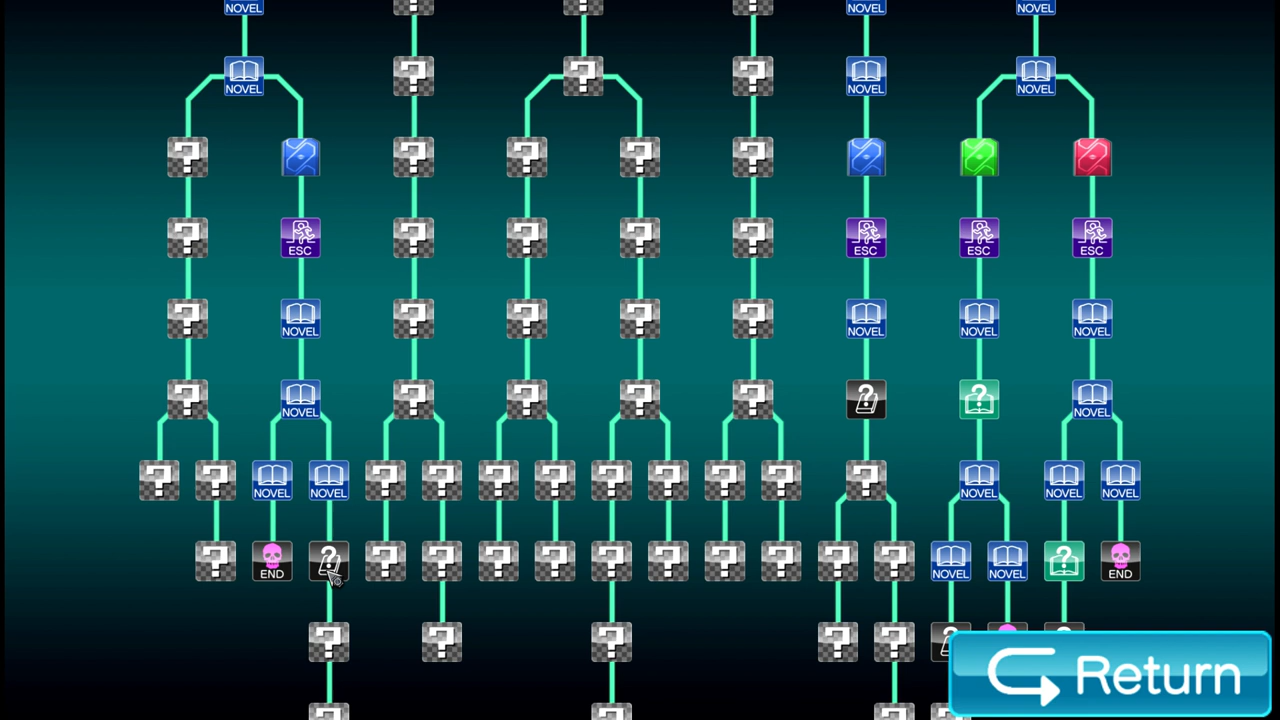 NOVEL NOVEL NOVEL
NOVEL ? ? ? NOVEL NOVEL
? ? ? ? ?
? ESC ? ? ? ? ESC ESC ESC
? NOVEL ? ? ? ? NOVEL NOVEL NOVEL
? NOVEL ? ? ? ? ? ? NOVEL
? ? NOVEL NOVEL ? ? ? ? ? ? ? ? ? NOVEL NOVEL NOVEL
? END ? ? ? ? ? ? ? ? ? ? ? NOVEL NOVEL ? END
? ? ? ? ?
Return